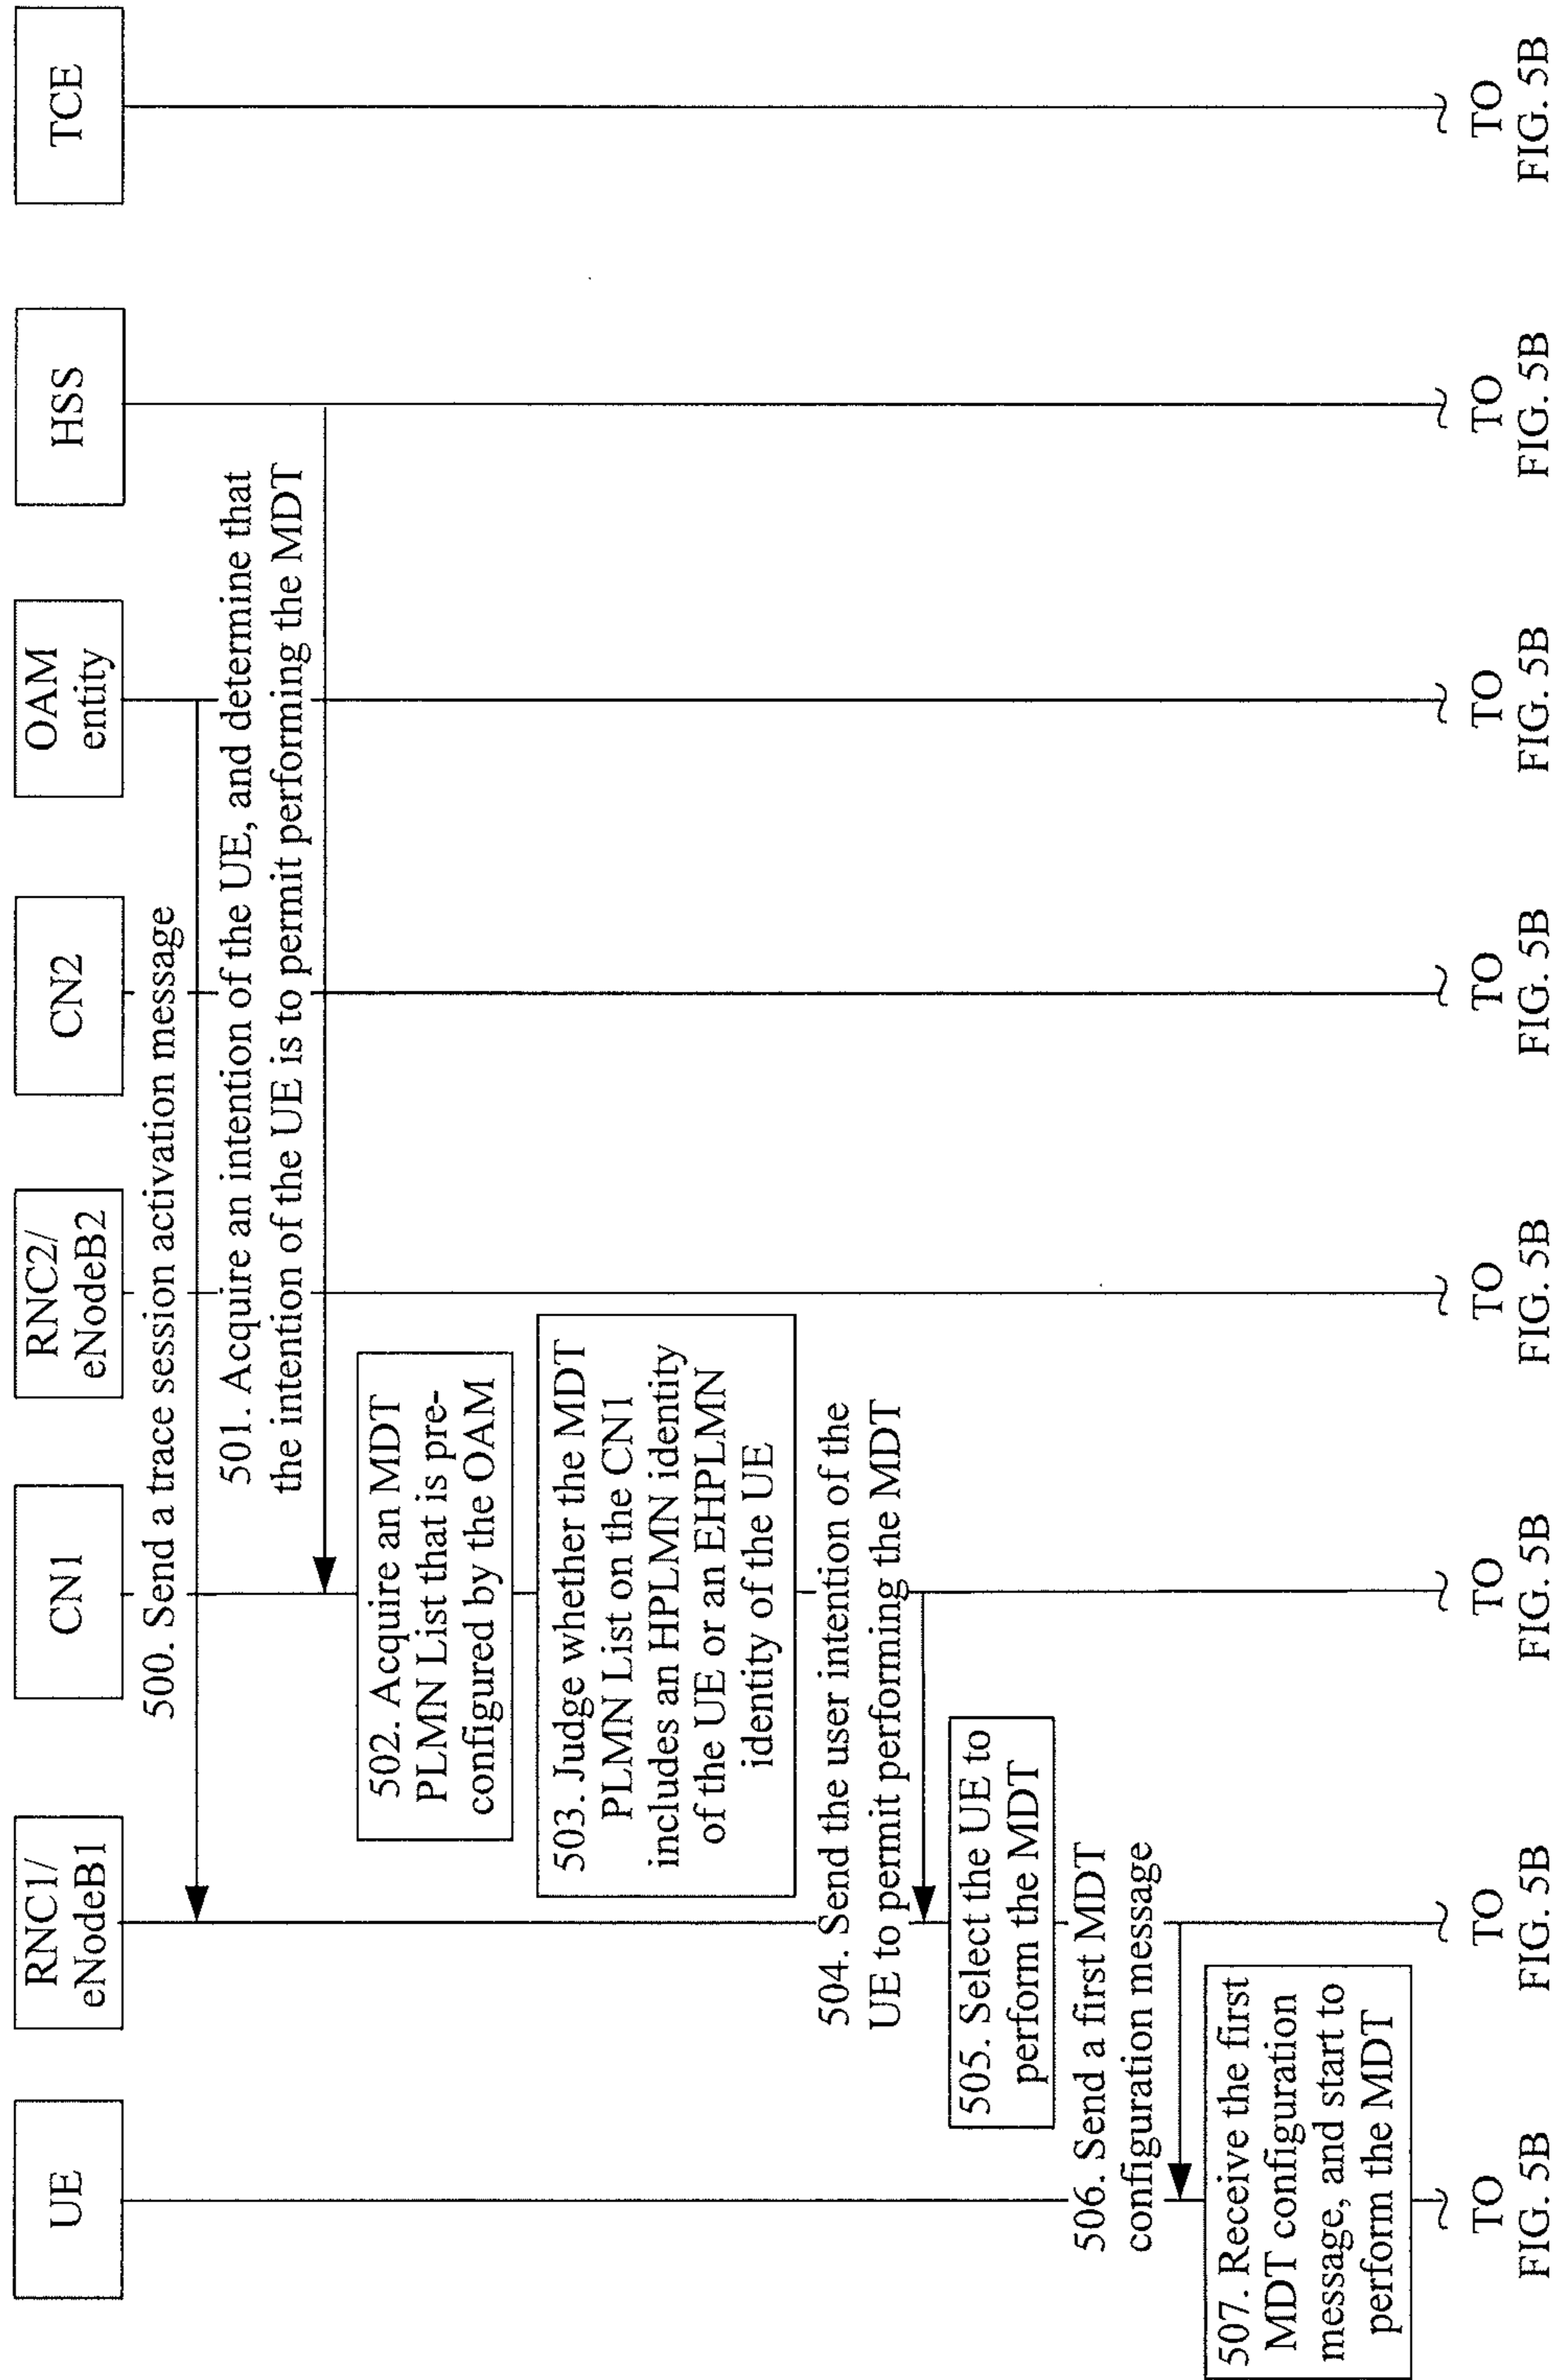 UE
RNC1/
eNodeB1
CN1
RNC2/
eNodeB2
CN2
OAM
entity
HSS
TCE
500. Send a trace session activation message
501. Acquire an intention of the UE, and determine that
the intention of the UE is to permit performing the MDT
502. Acquire an MDT
PLMN List that is pre-
configured by the OAM
503. Judge whether the MDT
PLMN List on the CN1
includes an HPLMN identity
of the UE or an EHPLMN
identity of the UE
504. Send the user intention of the
UE to permit performing the MDT
505. Select the UE to
perform the MDT
506. Send a first MDT
configuration message
507. Receive the first
MDT configuration
message, and start to
perform the MDT
TO
FIG. 5B
TO
FIG. 5B
TO
FIG. 5B
TO
FIG. 5B
TO
FIG. 5B
TO
FIG. 5B
TO
FIG. 5B
TO
FIG. 5B